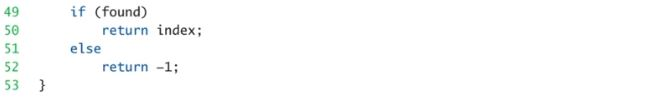 49 if (found)
50 return index;
51 else
52 return –1;
53 }